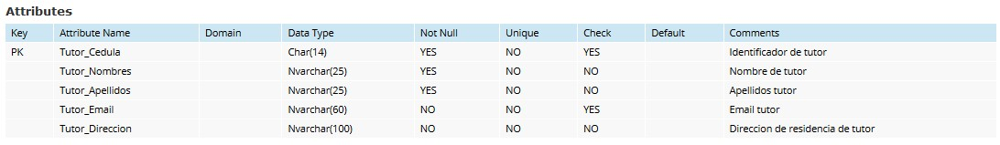 Attributes
Key Attribute Name Domain Data Type Not Null Unique Check Default Comments
PK Tutor_Cedula Char(14) YES NO YES Identificador de tutor
Tutor_Nombres Nvarchar(25) YES NO NO Nombre de tutor
Tutor_Apellidos Nvarchar(25) YES NO NO Apellidos tutor
Tutor_Email Nvarchar(60) NO NO YES Email tutor
Tutor_Direccion Nvarchar(100) NO NO NO Direccion de residencia de tutor